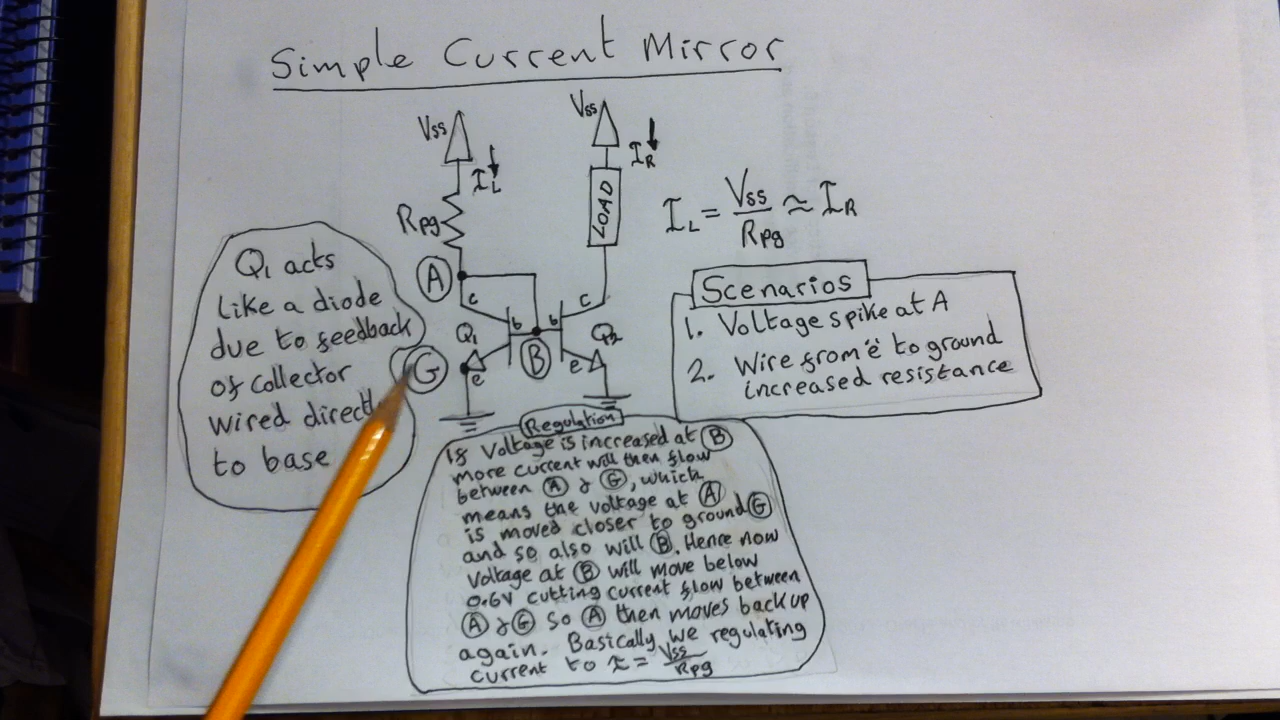 Simple Current Mirror
Vss
Vss
IL
IR
Rpg
LOAD
IL = Vss/Rpg ≈ IR
A
c
c
b
b
Q1
Q2
B
G
e
e
Q1 acts
like a diode
due to feedback
of collector
wired directl
to base
Scenarios
1. Voltage spike at A
2. Wire from 'e' to ground
increased resistance
Regulation
If Voltage is increased at B
more current will then flow
between A & G, which
means the voltage at A
is moved closer to ground G
and so also will B. Hence now
voltage at B will move below
0.6V cutting current flow between
A & G so A then moves back up
again. Basically we regulating
current to I = Vss/Rpg